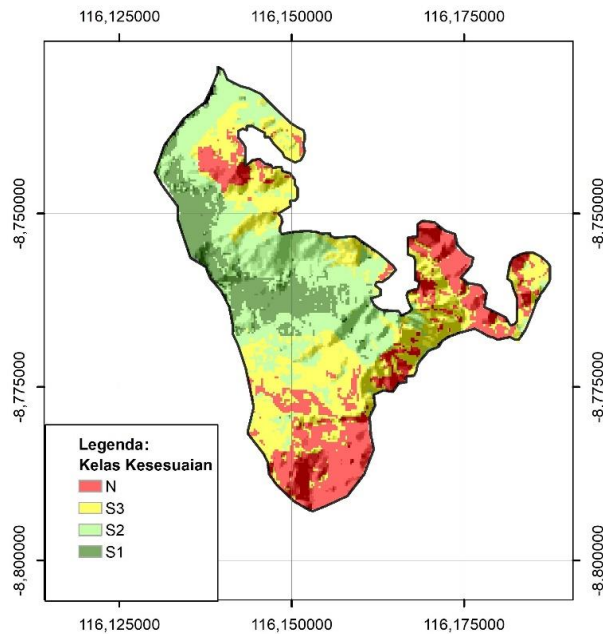 116,125000 116,150000 116,175000
-8,750000 -8,750000
-8,775000 -8,775000
-8,800000 -8,800000
Legenda:
Kelas Kesesuaian
N
S3
S2
S1
116,125000 116,150000 116,175000